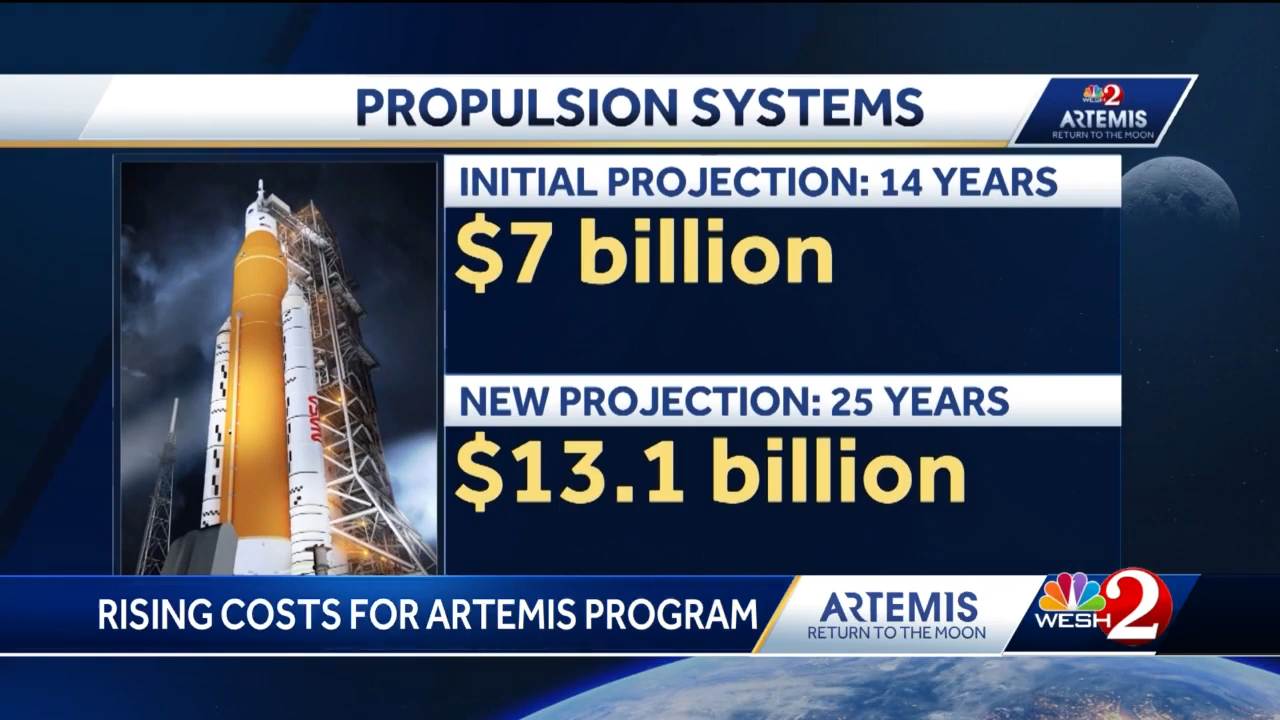 PROPULSION SYSTEMS
WESH 2
ARTEMIS
RETURN TO THE MOON
INITIAL PROJECTION: 14 YEARS
$7 billion
NASA
NEW PROJECTION: 25 YEARS
$13.1 billion
RISING COSTS FOR ARTEMIS PROGRAM
ARTEMIS
RETURN TO THE MOON
WESH 2